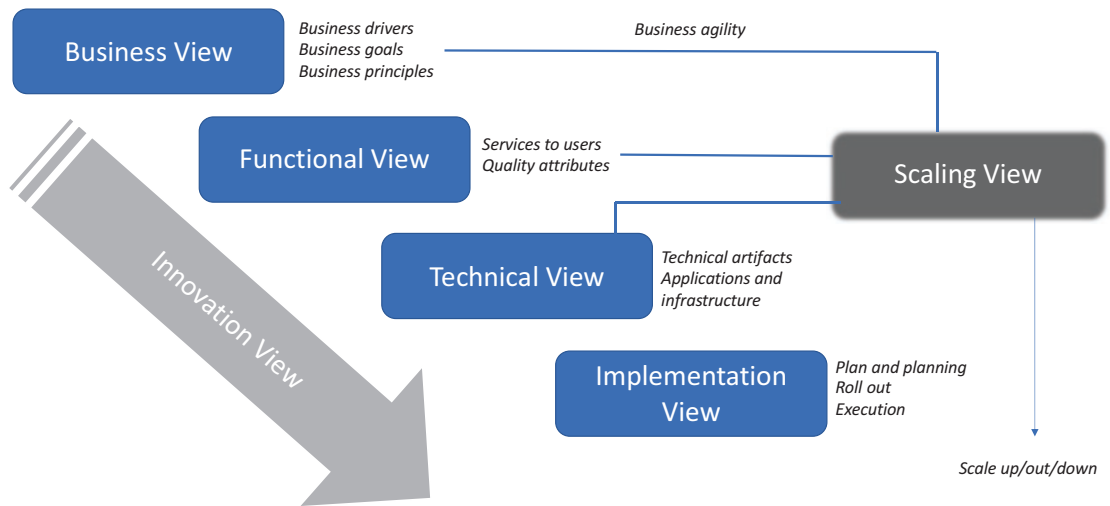 Business View
Business drivers
Business goals
Business principles
Business agility
Functional View
Services to users
Quality attributes
Scaling View
Innovation View
Technical View
Technical artifacts
Applications and
infrastructure
Implementation
View
Plan and planning
Roll out
Execution
Scale up/out/down